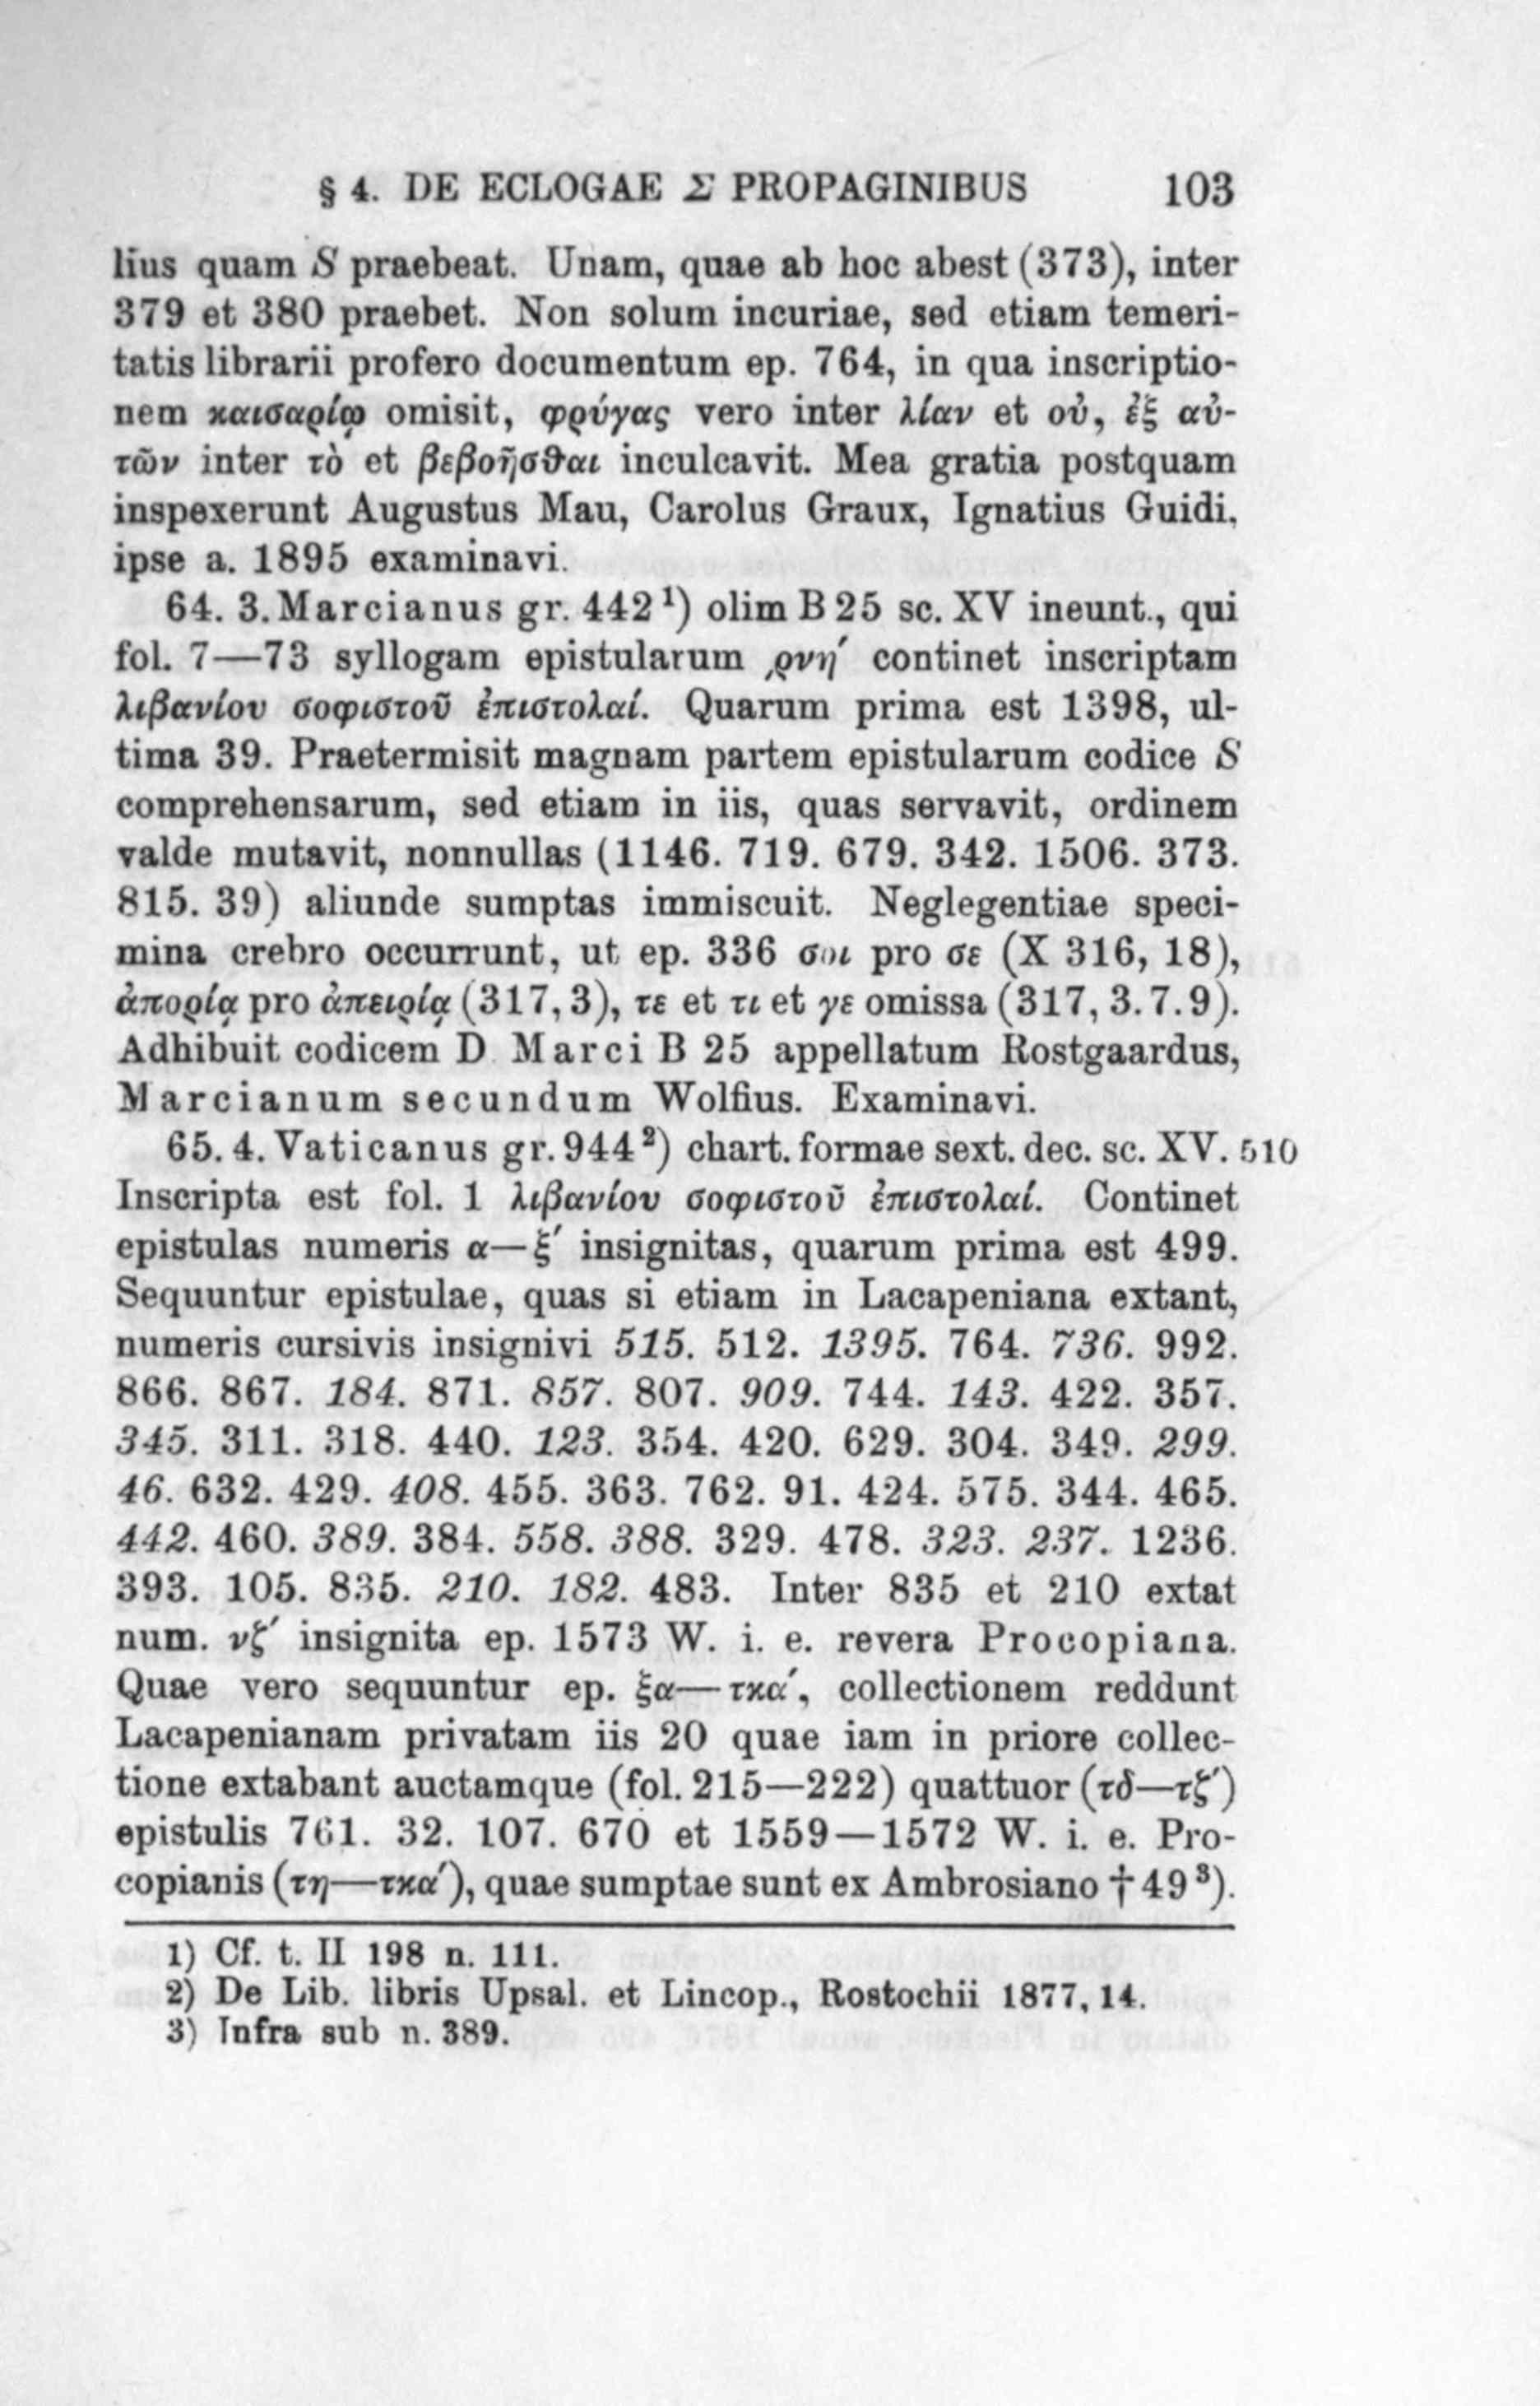 § 4. DE ECLOGAE Σ PROPAGINIBUS 103
lius quam S praebeat. Unam, quae ab hoc abest (373), inter
379 et 380 praebet. Non solum incuriae, sed etiam temeri-
tatis librarii profero documentum ep. 764, in qua inscriptio-
nem καισαρίῳ omisit, φρύγας vero inter λίαν et οὐ, ἐξ αὐ-
τῶν inter τὸ et βεβοῆσθαι inculcavit. Mea gratia postquam
inspexerunt Augustus Mau, Carolus Graux, Ignatius Guidi,
ipse a. 1895 examinavi.
64. 3. Marcianus gr. 442 ¹) olim B 25 sc. XV ineunt., qui
fol. 7—73 syllogam epistularum ͵ρνη´ continet inscriptam
λιβανίου σοφιστοῦ ἐπιστολαί. Quarum prima est 1398, ul-
tima 39. Praetermisit magnam partem epistularum codice S
comprehensarum, sed etiam in iis, quas servavit, ordinem
valde mutavit, nonnullas (1146. 719. 679. 342. 1506. 373.
815. 39) aliunde sumptas immiscuit. Neglegentiae speci-
mina crebro occurrunt, ut ep. 336 σοι pro σε (X 316, 18),
ἀπορίᾳ pro ἀπειρίᾳ (317, 3), τε et τι et γε omissa (317, 3. 7. 9).
Adhibuit codicem D Marci B 25 appellatum Rostgaardus,
Marcianum secundum Wolfius. Examinavi.
65. 4. Vaticanus gr. 944 ²) chart. formae sext. dec. sc. XV. 510
Inscripta est fol. 1 λιβανίου σοφιστοῦ ἐπιστολαί. Continet
epistulas numeris α—ξ´ insignitas, quarum prima est 499.
Sequuntur epistulae, quas si etiam in Lacapeniana extant,
numeris cursivis insignivi 515. 512. 1395. 764. 736. 992.
866. 867. 184. 871. 857. 807. 909. 744. 143. 422. 357.
345. 311. 318. 440. 123. 354. 420. 629. 304. 349. 299.
46. 632. 429. 408. 455. 363. 762. 91. 424. 575. 344. 465.
442. 460. 389. 384. 558. 388. 329. 478. 323. 237. 1236.
393. 105. 835. 210. 182. 483. Inter 835 et 210 extat
num. νζ´ insignita ep. 1573 W. i. e. revera Procopiana.
Quae vero sequuntur ep. ξα—τκα´, collectionem reddunt
Lacapenianam privatam iis 20 quae iam in priore collec-
tione extabant auctamque (fol. 215—222) quattuor (τδ—τζ´)
epistulis 761. 32. 107. 670 et 1559—1572 W. i. e. Pro-
copianis (τη—τκα´), quae sumptae sunt ex Ambrosiano † 49 ³).
1) Cf. t. II 198 n. 111.
2) De Lib. libris Upsal. et Lincop., Rostochii 1877, 14.
3) Infra sub n. 389.